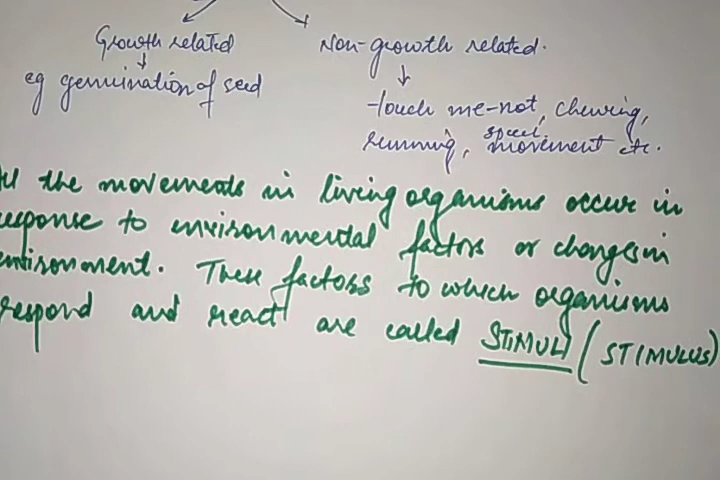 Growth related
Non-growth related.
eg germination of seed
touch me-not, chewing,
running, movement etc.
All the movements in living organisms occur in
response to environmental factors or changes in
environment. These factors to which organisms
respond and react are called STIMULI (STIMULUS)